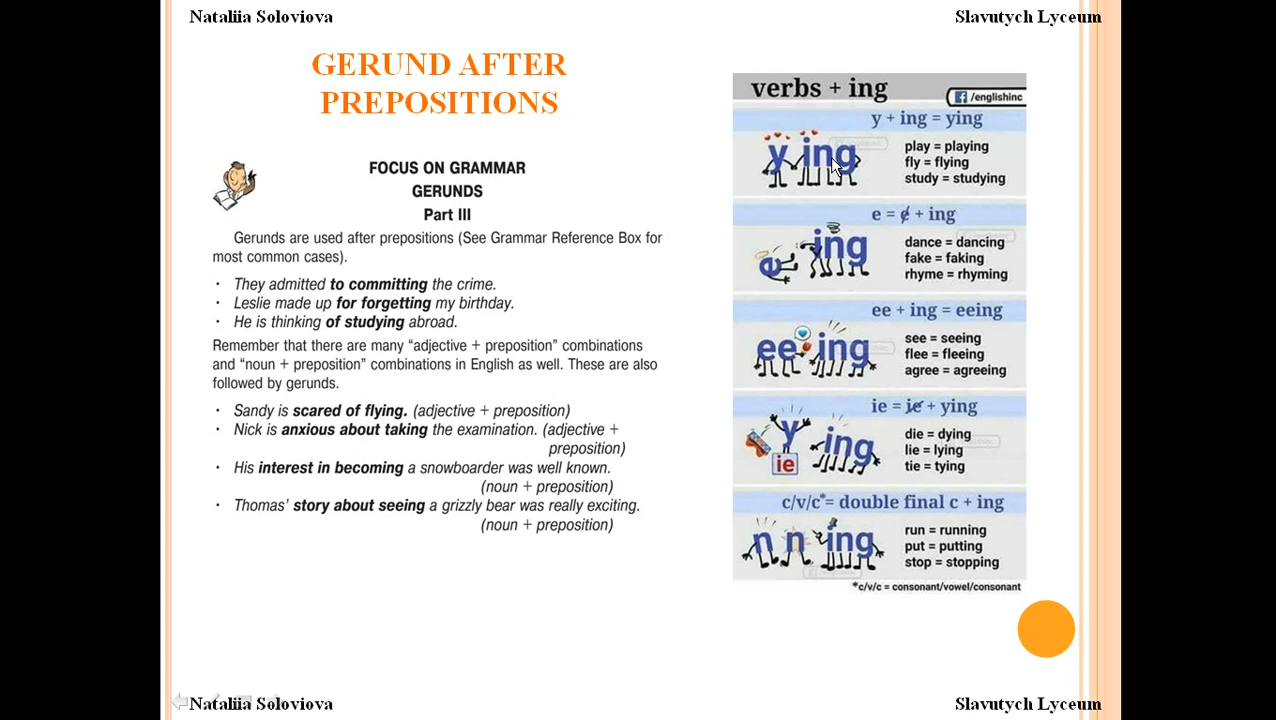 Nataliia Soloviova
Slavutych Lyceum
GERUND AFTER
PREPOSITIONS
FOCUS ON GRAMMAR
GERUNDS
Part III
Gerunds are used after prepositions (See Grammar Reference Box for
most common cases).
· They admitted to committing the crime.
· Leslie made up for forgetting my birthday.
· He is thinking of studying abroad.
Remember that there are many “adjective + preposition” combinations
and “noun + preposition” combinations in English as well. These are also
followed by gerunds.
· Sandy is scared of flying. (adjective + preposition)
· Nick is anxious about taking the examination. (adjective +
preposition)
· His interest in becoming a snowboarder was well known.
(noun + preposition)
· Thomas’ story about seeing a grizzly bear was really exciting.
(noun + preposition)
verbs + ing
f /englishinc
y + ing = ying
y ing
play = playing
fly = flying
study = studying
e = e + ing
e ing
dance = dancing
fake = faking
rhyme = rhyming
ee + ing = eeing
ee ing
see = seeing
flee = fleeing
agree = agreeing
ie = ie + ying
y ing
ie
die = dying
lie = lying
tie = tying
c/v/c*= double final c + ing
n n ing
run = running
put = putting
stop = stopping
*c/v/c = consonant/vowel/consonant
Nataliia Soloviova
Slavutych Lyceum